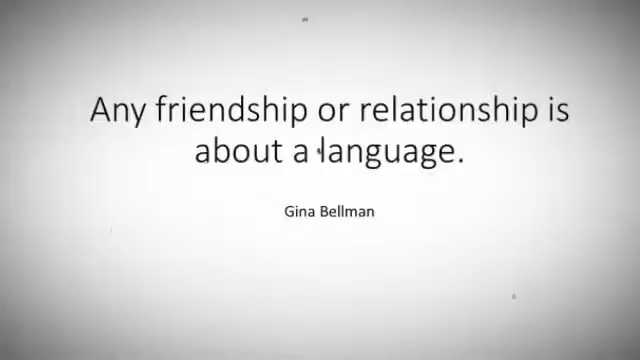 Any friendship or relationship is
about a language.
Gina Bellman